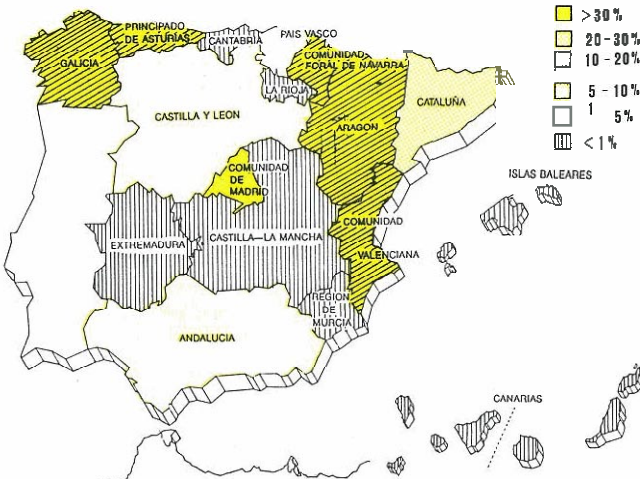 PRINCIPADO
DE ASTURIAS
GALICIA
CANTABRIA
PAIS VASCO
COMUNIDAD
FORAL DE NAVARRA
LA RIOJA
CASTILLA Y LEON
ARAGON
CATALUÑA
COMUNIDAD
DE
MADRID
COMUNIDAD
VALENCIANA
EXTREMADURA
CASTILLA—LA MANCHA
REGION
DE
MURCIA
ANDALUCIA
ISLAS BALEARES
CANARIAS
>30%
20-30%
10-20%
5-10%
1 5%
<1%